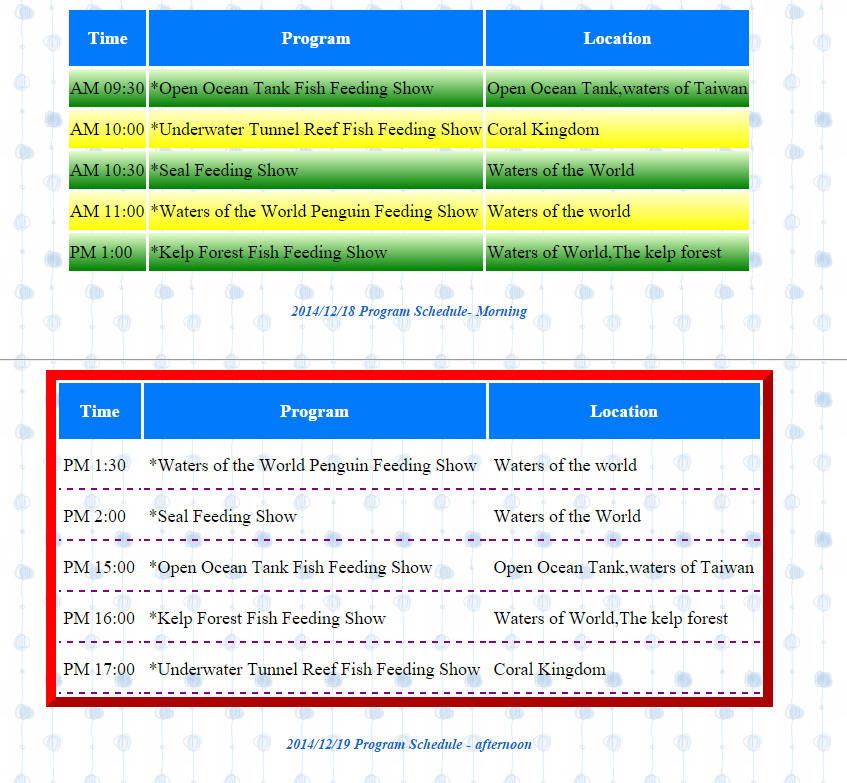 Time Program Location
AM 09:30 *Open Ocean Tank Fish Feeding Show Open Ocean Tank,waters of Taiwan
AM 10:00 *Underwater Tunnel Reef Fish Feeding Show Coral Kingdom
AM 10:30 *Seal Feeding Show Waters of the World
AM 11:00 *Waters of the World Penguin Feeding Show Waters of the world
PM 1:00 *Kelp Forest Fish Feeding Show Waters of World,The kelp forest
2014/12/18 Program Schedule- Morning
Time Program Location
PM 1:30 *Waters of the World Penguin Feeding Show Waters of the world
PM 2:00 *Seal Feeding Show Waters of the World
PM 15:00 *Open Ocean Tank Fish Feeding Show Open Ocean Tank,waters of Taiwan
PM 16:00 *Kelp Forest Fish Feeding Show Waters of World,The kelp forest
PM 17:00 *Underwater Tunnel Reef Fish Feeding Show Coral Kingdom
2014/12/19 Program Schedule - afternoon